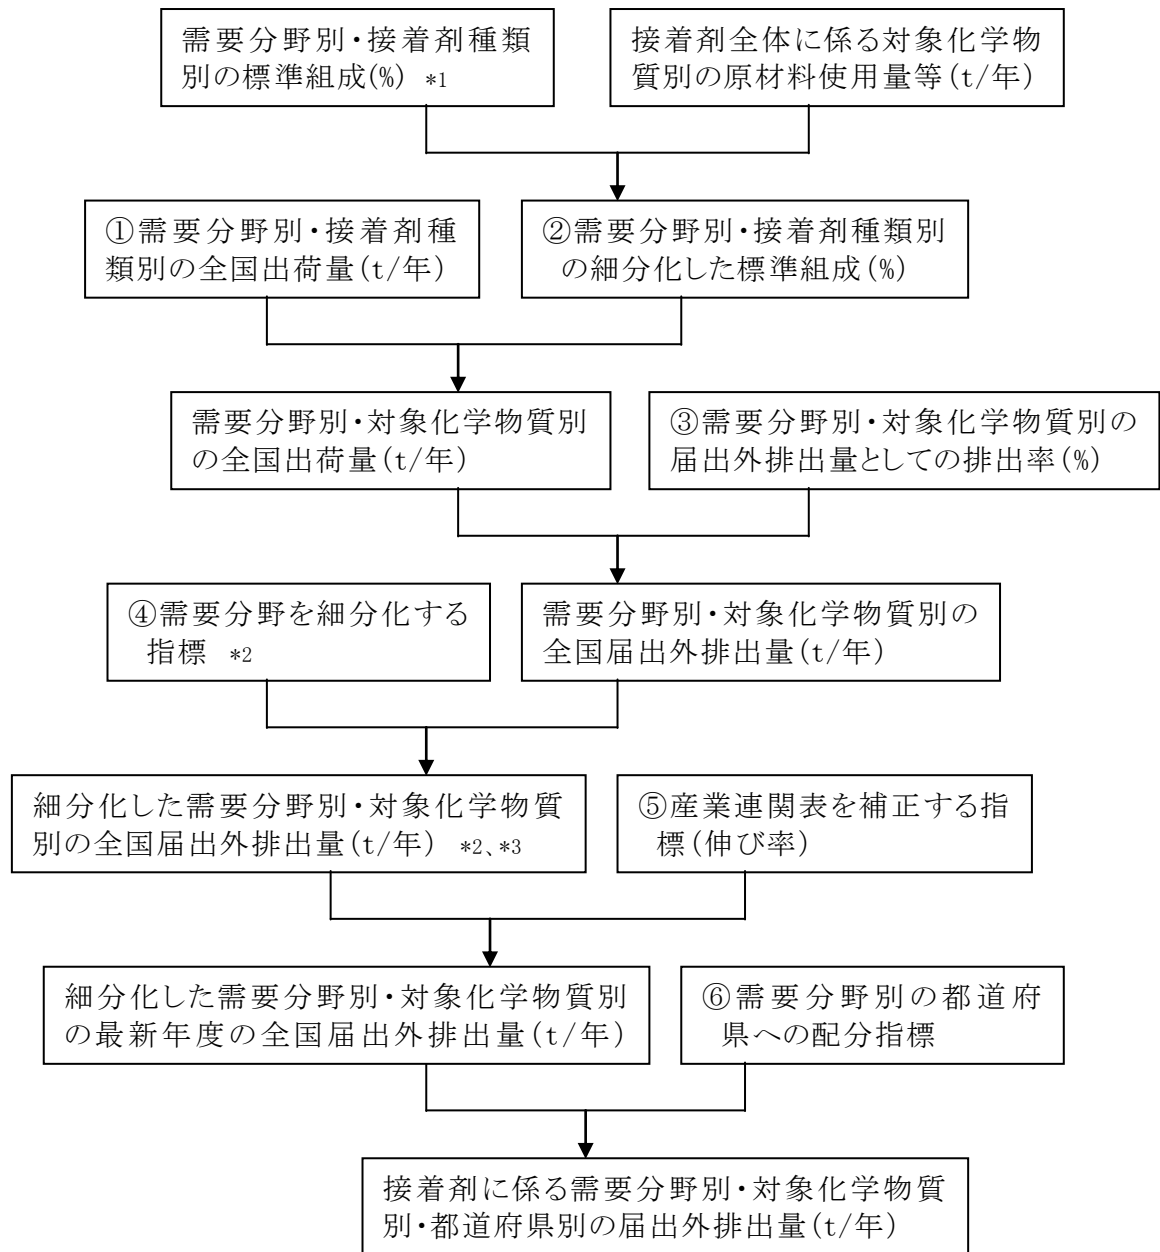 需要分野別・接着剤種類
別の標準組成(%) *1
接着剤全体に係る対象化学物
質別の原材料使用量等(t/年)
①需要分野別・接着剤種
類別の全国出荷量(t/年)
②需要分野別・接着剤種類別
の細分化した標準組成(%)
需要分野別・対象化学物質別
の全国出荷量(t/年)
③需要分野別・対象化学物質別の
届出外排出量としての排出率(%)
④需要分野を細分化する
指標 *2
需要分野別・対象化学物質別の
全国届出外排出量(t/年)
細分化した需要分野別・対象化学物質
別の全国届出外排出量(t/年) *2、*3
⑤産業連関表を補正する指
標(伸び率)
細分化した需要分野別・対象化学物質別
の最新年度の全国届出外排出量(t/年)
⑥需要分野別の都道府
県への配分指標
接着剤に係る需要分野別・対象化学物質
別・都道府県別の届出外排出量(t/年)